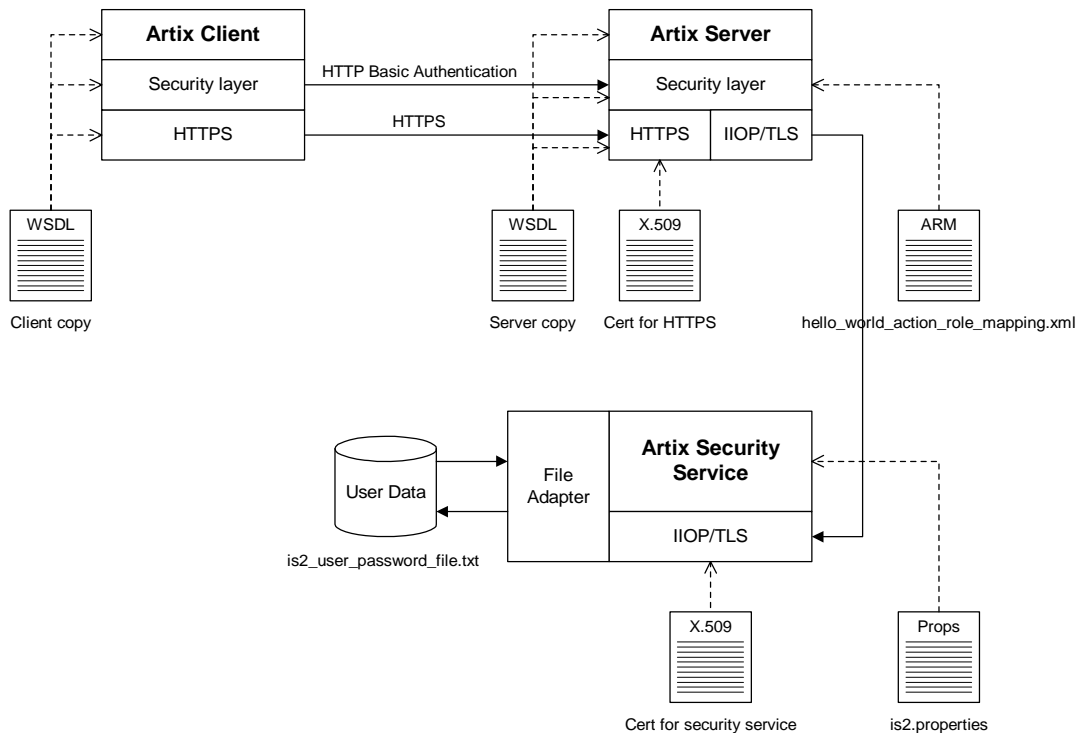 Artix Client
Security layer
HTTPS
HTTP Basic Authentication
HTTPS
Artix Server
Security layer
HTTPS
IIOP/TLS
WSDL
Client copy
WSDL
Server copy
X.509
Cert for HTTPS
ARM
hello_world_action_role_mapping.xml
User Data
is2_user_password_file.txt
File
Adapter
Artix Security
Service
IIOP/TLS
X.509
Cert for security service
Props
is2.properties